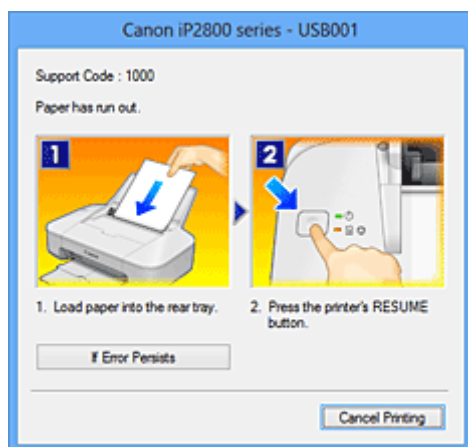 Canon iP2800 series - USB001
Support Code : 1000
Paper has run out.
1
2
1. Load paper into the rear tray.
2. Press the printer's RESUME
button.
If Error Persists
Cancel Printing